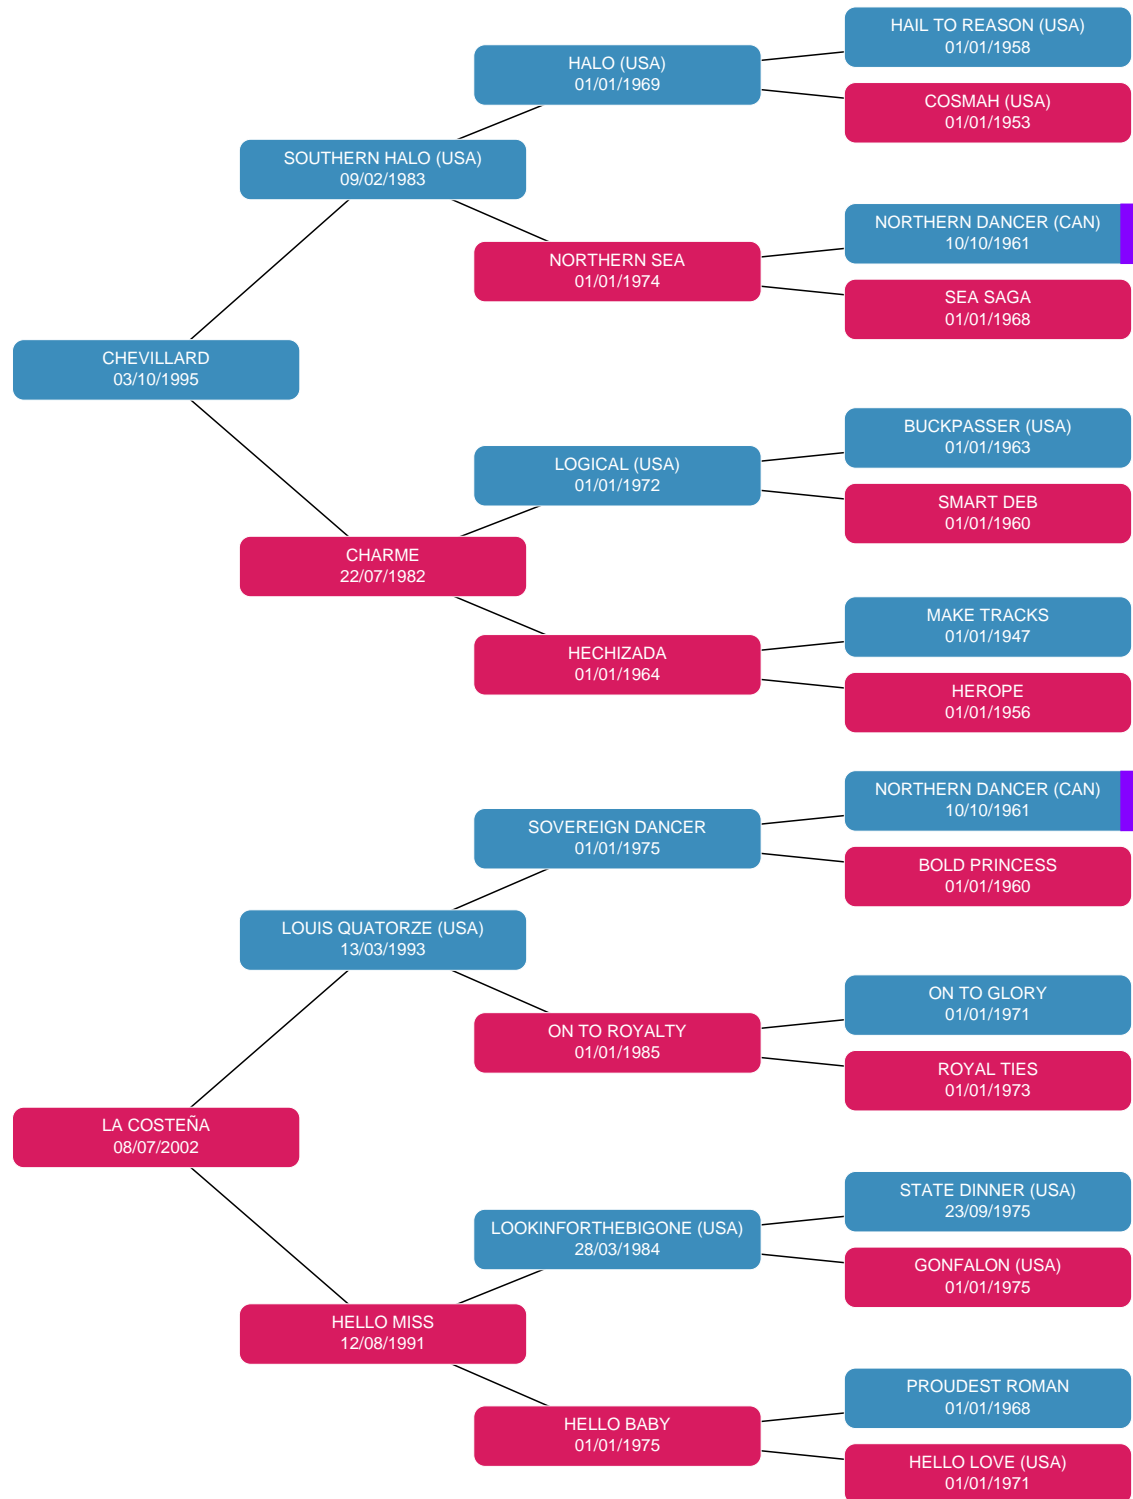 HAIL TO REASON (USA)
01/01/1958
HALO (USA)
01/01/1969
COSMAH (USA)
01/01/1953
SOUTHERN HALO (USA)
09/02/1983
NORTHERN DANCER (CAN)
10/10/1961
NORTHERN SEA
01/01/1974
SEA SAGA
01/01/1968
CHEVILLARD
03/10/1995
BUCKPASSER (USA)
01/01/1963
LOGICAL (USA)
01/01/1972
SMART DEB
01/01/1960
CHARME
22/07/1982
MAKE TRACKS
01/01/1947
HECHIZADA
01/01/1964
HEROPE
01/01/1956
NORTHERN DANCER (CAN)
10/10/1961
SOVEREIGN DANCER
01/01/1975
BOLD PRINCESS
01/01/1960
LOUIS QUATORZE (USA)
13/03/1993
ON TO GLORY
01/01/1971
ON TO ROYALTY
01/01/1985
ROYAL TIES
01/01/1973
LA COSTEÑA
08/07/2002
STATE DINNER (USA)
23/09/1975
LOOKINFORTHEBIGONE (USA)
28/03/1984
GONFALON (USA)
01/01/1975
HELLO MISS
12/08/1991
PROUDEST ROMAN
01/01/1968
HELLO BABY
01/01/1975
HELLO LOVE (USA)
01/01/1971